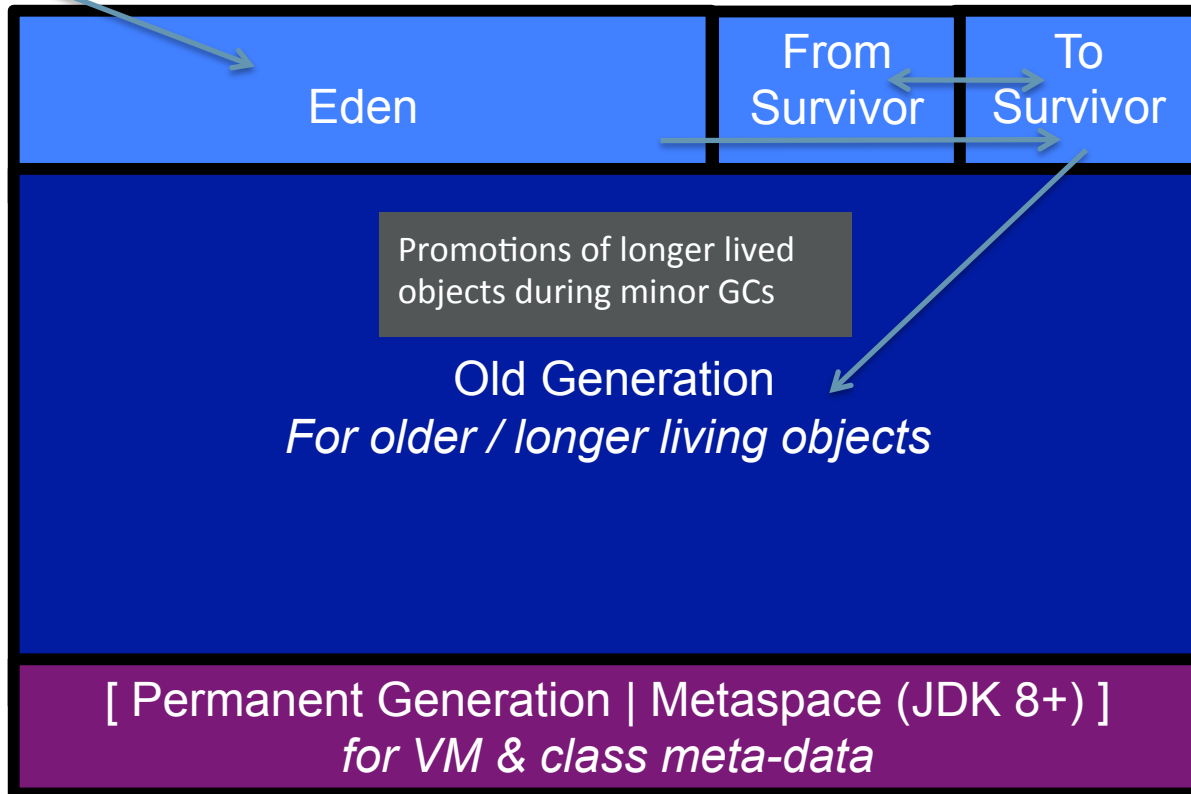 Eden
From
Survivor
To
Survivor
Promotions of longer lived
objects during minor GCs
Old Generation
For older / longer living objects
[ Permanent Generation | Metaspace (JDK 8+) ]
for VM & class meta-data